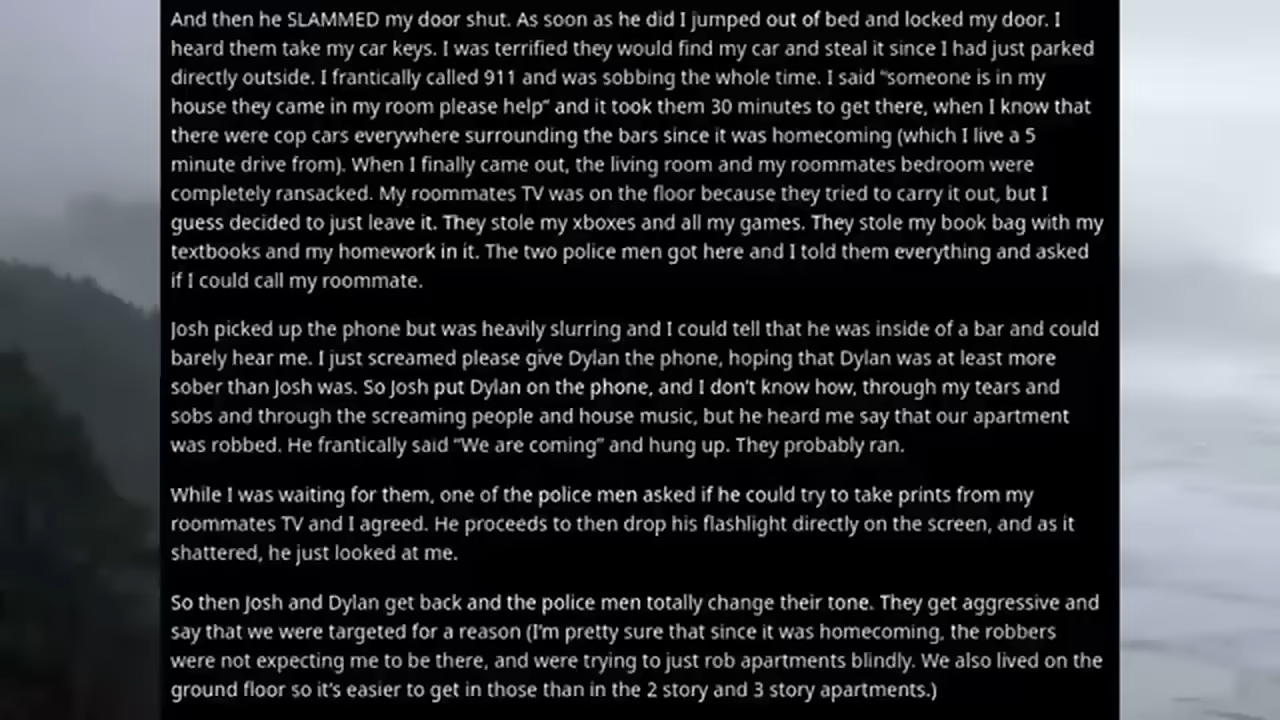 And then he SLAMMED my door shut. As soon as he did I jumped out of bed and locked my door. I
heard them take my car keys. I was terrified they would find my car and steal it since I had just parked
directly outside. I frantically called 911 and was sobbing the whole time. I said “someone is in my
house they came in my room please help” and it took them 30 minutes to get there, when I know that
there were cop cars everywhere surrounding the bars since it was homecoming (which I live a 5
minute drive from). When I finally came out, the living room and my roommates bedroom were
completely ransacked. My roommates TV was on the floor because they tried to carry it out, but I
guess decided to just leave it. They stole my xboxes and all my games. They stole my book bag with my
textbooks and my homework in it. The two police men got here and I told them everything and asked
if I could call my roommate.
Josh picked up the phone but was heavily slurring and I could tell that he was inside of a bar and could
barely hear me. I just screamed please give Dylan the phone, hoping that Dylan was at least more
sober than Josh was. So Josh put Dylan on the phone, and I don’t know how, through my tears and
sobs and through the screaming people and house music, but he heard me say that our apartment
was robbed. He frantically said “We are coming” and hung up. They probably ran.
While I was waiting for them, one of the police men asked if he could try to take prints from my
roommates TV and I agreed. He proceeds to then drop his flashlight directly on the screen, and as it
shattered, he just looked at me.
So then Josh and Dylan get back and the police men totally change their tone. They get aggressive and
say that we were targeted for a reason (I’m pretty sure that since it was homecoming, the robbers
were not expecting me to be there, and were trying to just rob apartments blindly. We also lived on the
ground floor so it’s easier to get in those than in the 2 story and 3 story apartments.)